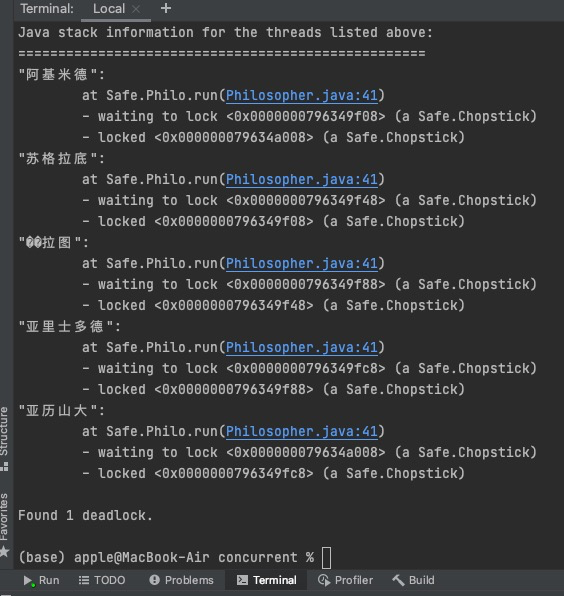 Terminal: Local × +
Java stack information for the threads listed above:
===================================================
"阿基米德":
at Safe.Philo.run(Philosopher.java:41)
- waiting to lock <0x0000000796349f08> (a Safe.Chopstick)
- locked <0x000000079634a008> (a Safe.Chopstick)
"苏格拉底":
at Safe.Philo.run(Philosopher.java:41)
- waiting to lock <0x0000000796349f48> (a Safe.Chopstick)
- locked <0x0000000796349f08> (a Safe.Chopstick)
"��拉图":
at Safe.Philo.run(Philosopher.java:41)
- waiting to lock <0x0000000796349f88> (a Safe.Chopstick)
- locked <0x0000000796349f48> (a Safe.Chopstick)
"亚里士多德":
at Safe.Philo.run(Philosopher.java:41)
- waiting to lock <0x0000000796349fc8> (a Safe.Chopstick)
- locked <0x0000000796349f88> (a Safe.Chopstick)
"亚历山大":
at Safe.Philo.run(Philosopher.java:41)
- waiting to lock <0x000000079634a008> (a Safe.Chopstick)
- locked <0x0000000796349fc8> (a Safe.Chopstick)
Found 1 deadlock.
(base) apple@MacBook-Air concurrent %
Structure
Favorites
Run TODO Problems Terminal Profiler Build